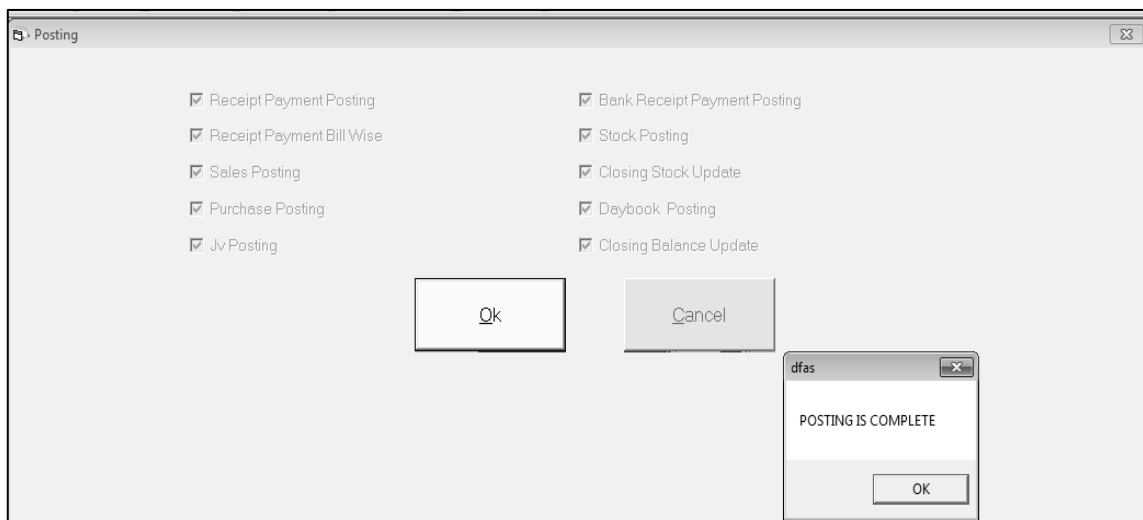 Posting
Receipt Payment Posting
Bank Receipt Payment Posting
Receipt Payment Bill Wise
Stock Posting
Sales Posting
Closing Stock Update
Purchase Posting
Daybook Posting
Jv Posting
Closing Balance Update
Ok
Cancel
dfas
POSTING IS COMPLETE
OK